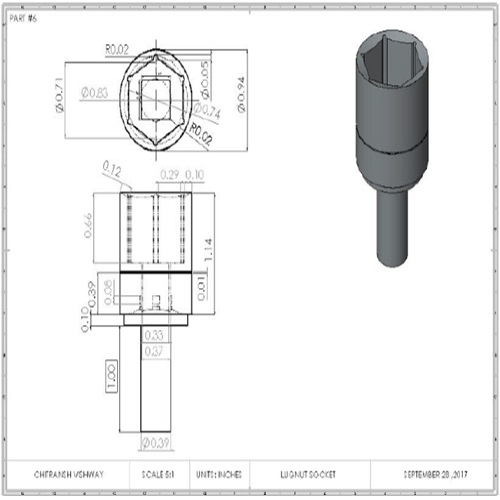 PART #6
R0.02
Ø0.71
Ø0.83
Ø0.05
Ø0.94
Ø0.74
R0.02
0.12
0.29
0.10
0.66
1.14
0.39
0.08
0.01
0.10
0.33
0.37
1.00
Ø0.39
CHITRANSH VISHWAY
SCALE 5:1
UNITS: INCHES
LUGNUT SOCKET
SEPTEMBER 28 ,2017